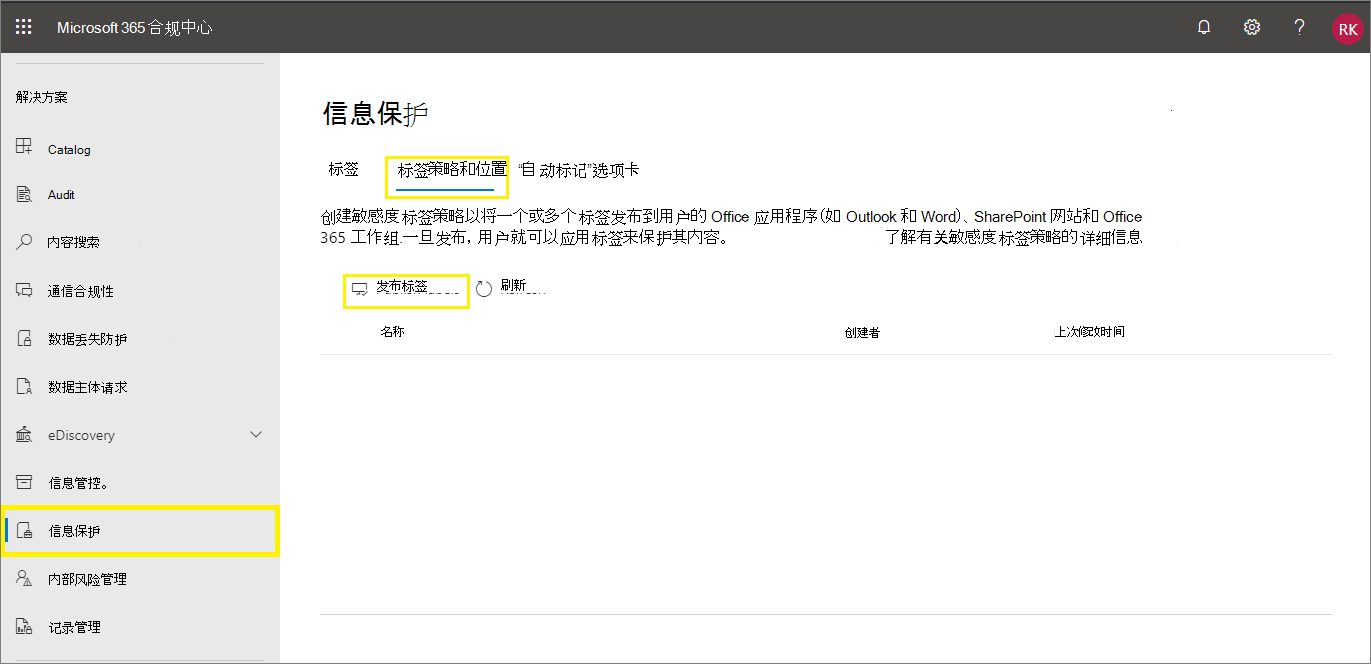 Microsoft 365 合规中心
RK
解决方案
Catalog
Audit
内容搜索
通信合规性
数据丢失防护
数据主体请求
eDiscovery
信息管控。
信息保护
内部风险管理
记录管理
信息保护
标签 标签策略和位置 “自动标记”选项卡
创建敏感度标签策略以将一个或多个标签发布到用户的 Office 应用程序(如 Outlook 和 Word)、SharePoint 网站和 Office
365 工作组.一旦发布,用户就可以应用标签来保护其内容。 了解有关敏感度标签策略的详细信息
发布标签 刷新
名称 创建者 上次修改时间